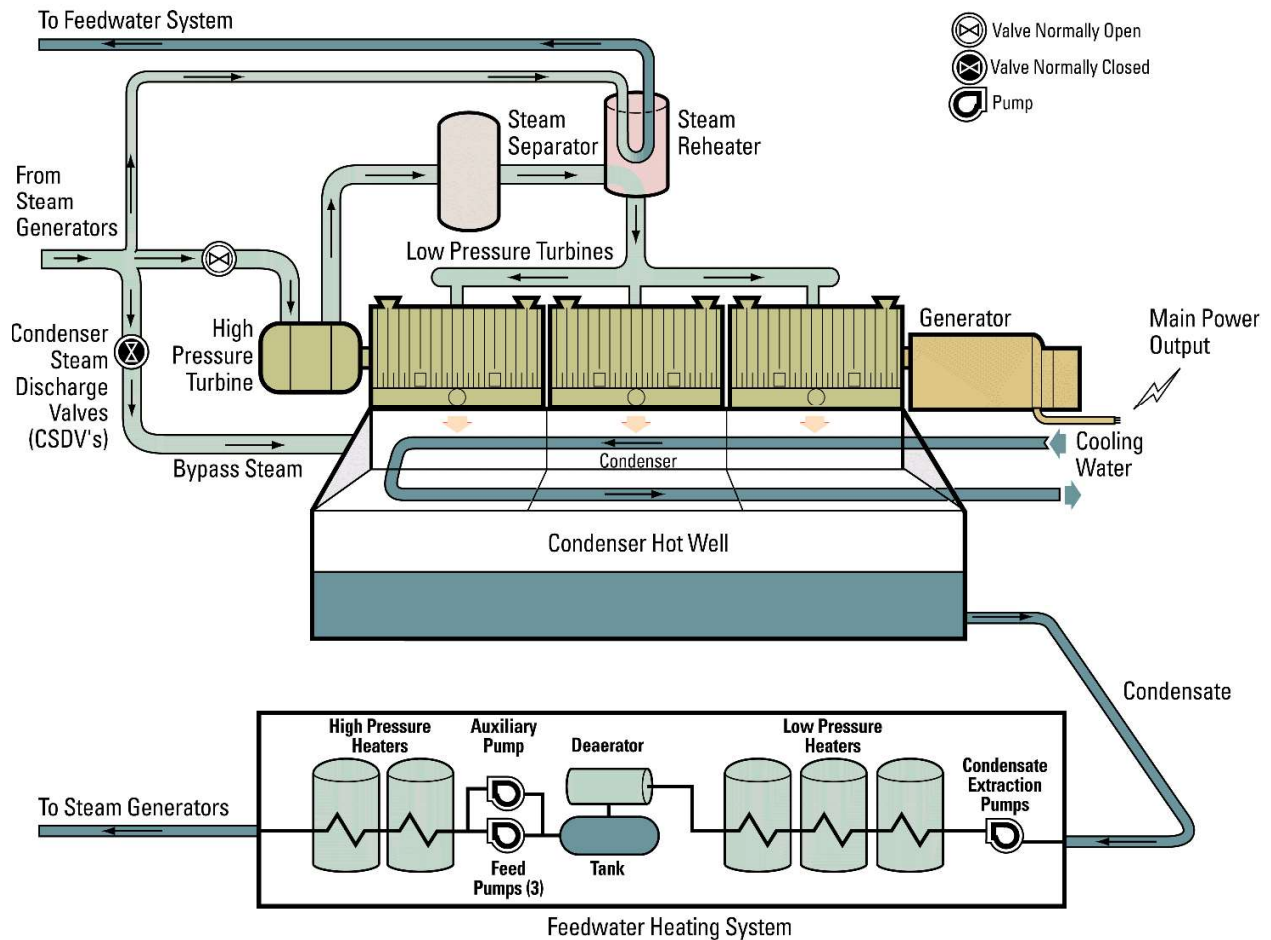 To Feedwater System
Valve Normally Open
Valve Normally Closed
Pump
Steam
Separator
Steam
Reheater
From
Steam
Generators
Low Pressure Turbines
High
Pressure
Turbine
Condenser
Steam
Discharge
Valves
(CSDV's)
Bypass Steam
Generator
Main Power
Output
Cooling
Water
Condenser
Condenser Hot Well
Condensate
High Pressure
Heaters
Auxiliary
Pump
Deaerator
Low Pressure
Heaters
Condensate
Extraction
Pumps
To Steam Generators
Feed
Pumps (3)
Tank
Feedwater Heating System